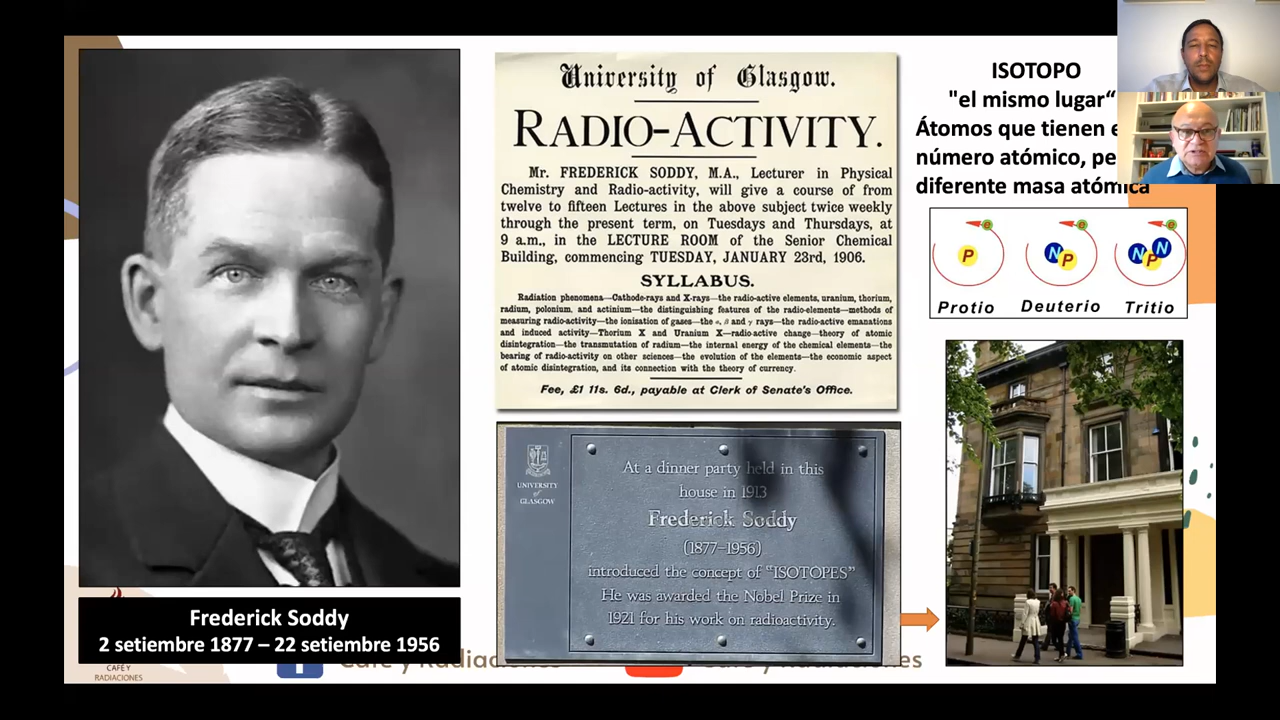 University of Glasgow.
RADIO-ACTIVITY.
Mr. FREDERICK SODDY, M.A., Lecturer in Physical
Chemistry and Radio-activity, will give a course of from
twelve to fifteen Lectures in the above subject twice weekly
through the present term, on Tuesdays and Thursdays, at
9 a.m., in the LECTURE ROOM of the Senior Chemical
Building, commencing TUESDAY, JANUARY 23rd, 1906.
SYLLABUS.
Radiation phenomena—Cathode-rays and X-rays—the radio-active elements, uranium, thorium,
radium, polonium, and actinium—the distinguishing features of the radio-elements—methods of
measuring radio-activity—the ionisation of gases—the α, β and γ rays—the radio-active emanations
and induced activity—Thorium X and Uranium X—radio-active change—theory of atomic
disintegration—the transmutation of radium—the internal energy of the chemical elements—the
bearing of radio-activity on other sciences—the evolution of the elements—the economic aspect
of atomic disintegration, and its connection with the theory of currency.
Fee, £1 11s. 6d., payable at Clerk of Senate's Office.
ISOTOPO
"el mismo lugar“
Átomos que tienen
número atómico,
diferente masa atómica
e e e
P N P N P N
Protio Deuterio Tritio
UNIVERSITY
of
GLASGOW
At a dinner party held in this
house in 1913
Frederick Soddy
(1877–1956)
introduced the concept of “ISOTOPES”
He was awarded the Nobel Prize in
1921 for his work on radioactivity.
Frederick Soddy
2 setiembre 1877 – 22 setiembre 1956
CAFÉ Y
RADIACIONES
Café y Radiaciones
Café y Radiaciones